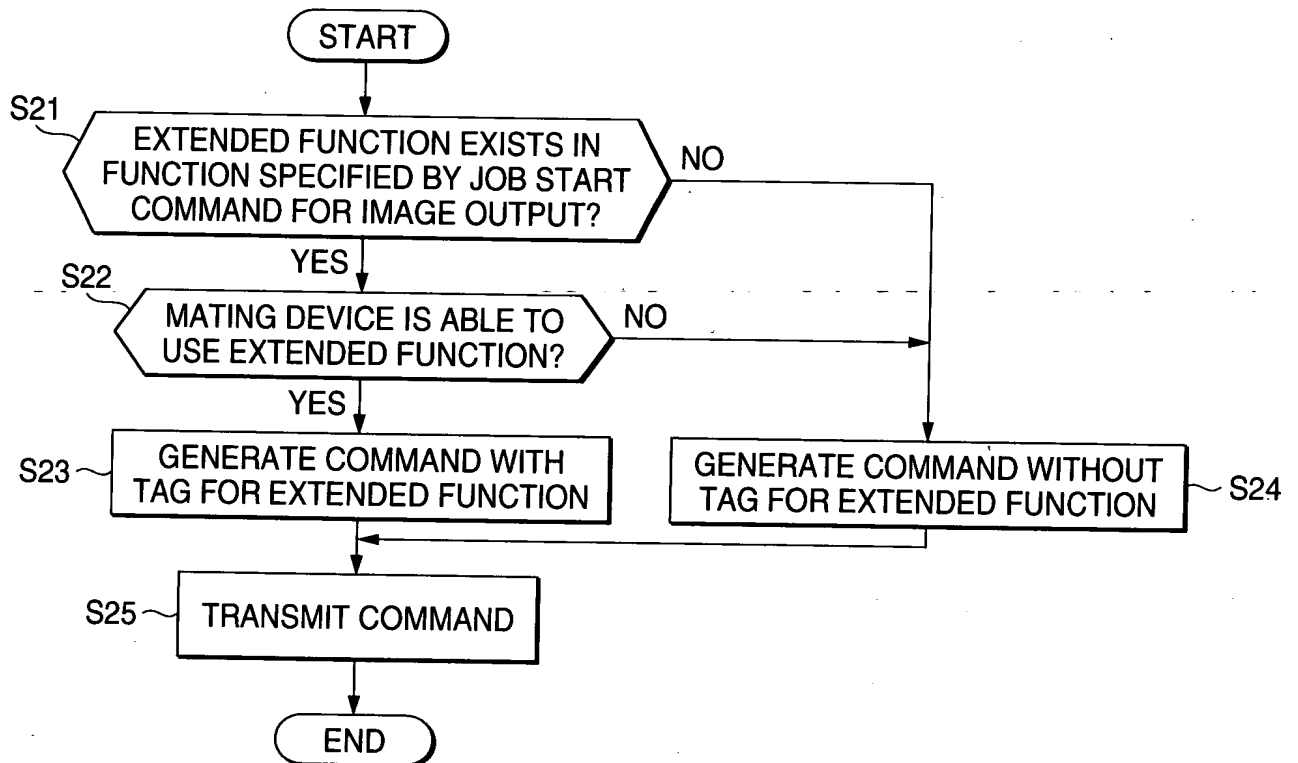 START
S21
EXTENDED FUNCTION EXISTS IN
FUNCTION SPECIFIED BY JOB START
COMMAND FOR IMAGE OUTPUT?
NO
YES
S22
MATING DEVICE IS ABLE TO
USE EXTENDED FUNCTION?
NO
YES
S23
GENERATE COMMAND WITH
TAG FOR EXTENDED FUNCTION
GENERATE COMMAND WITHOUT
TAG FOR EXTENDED FUNCTION
S24
S25
TRANSMIT COMMAND
END